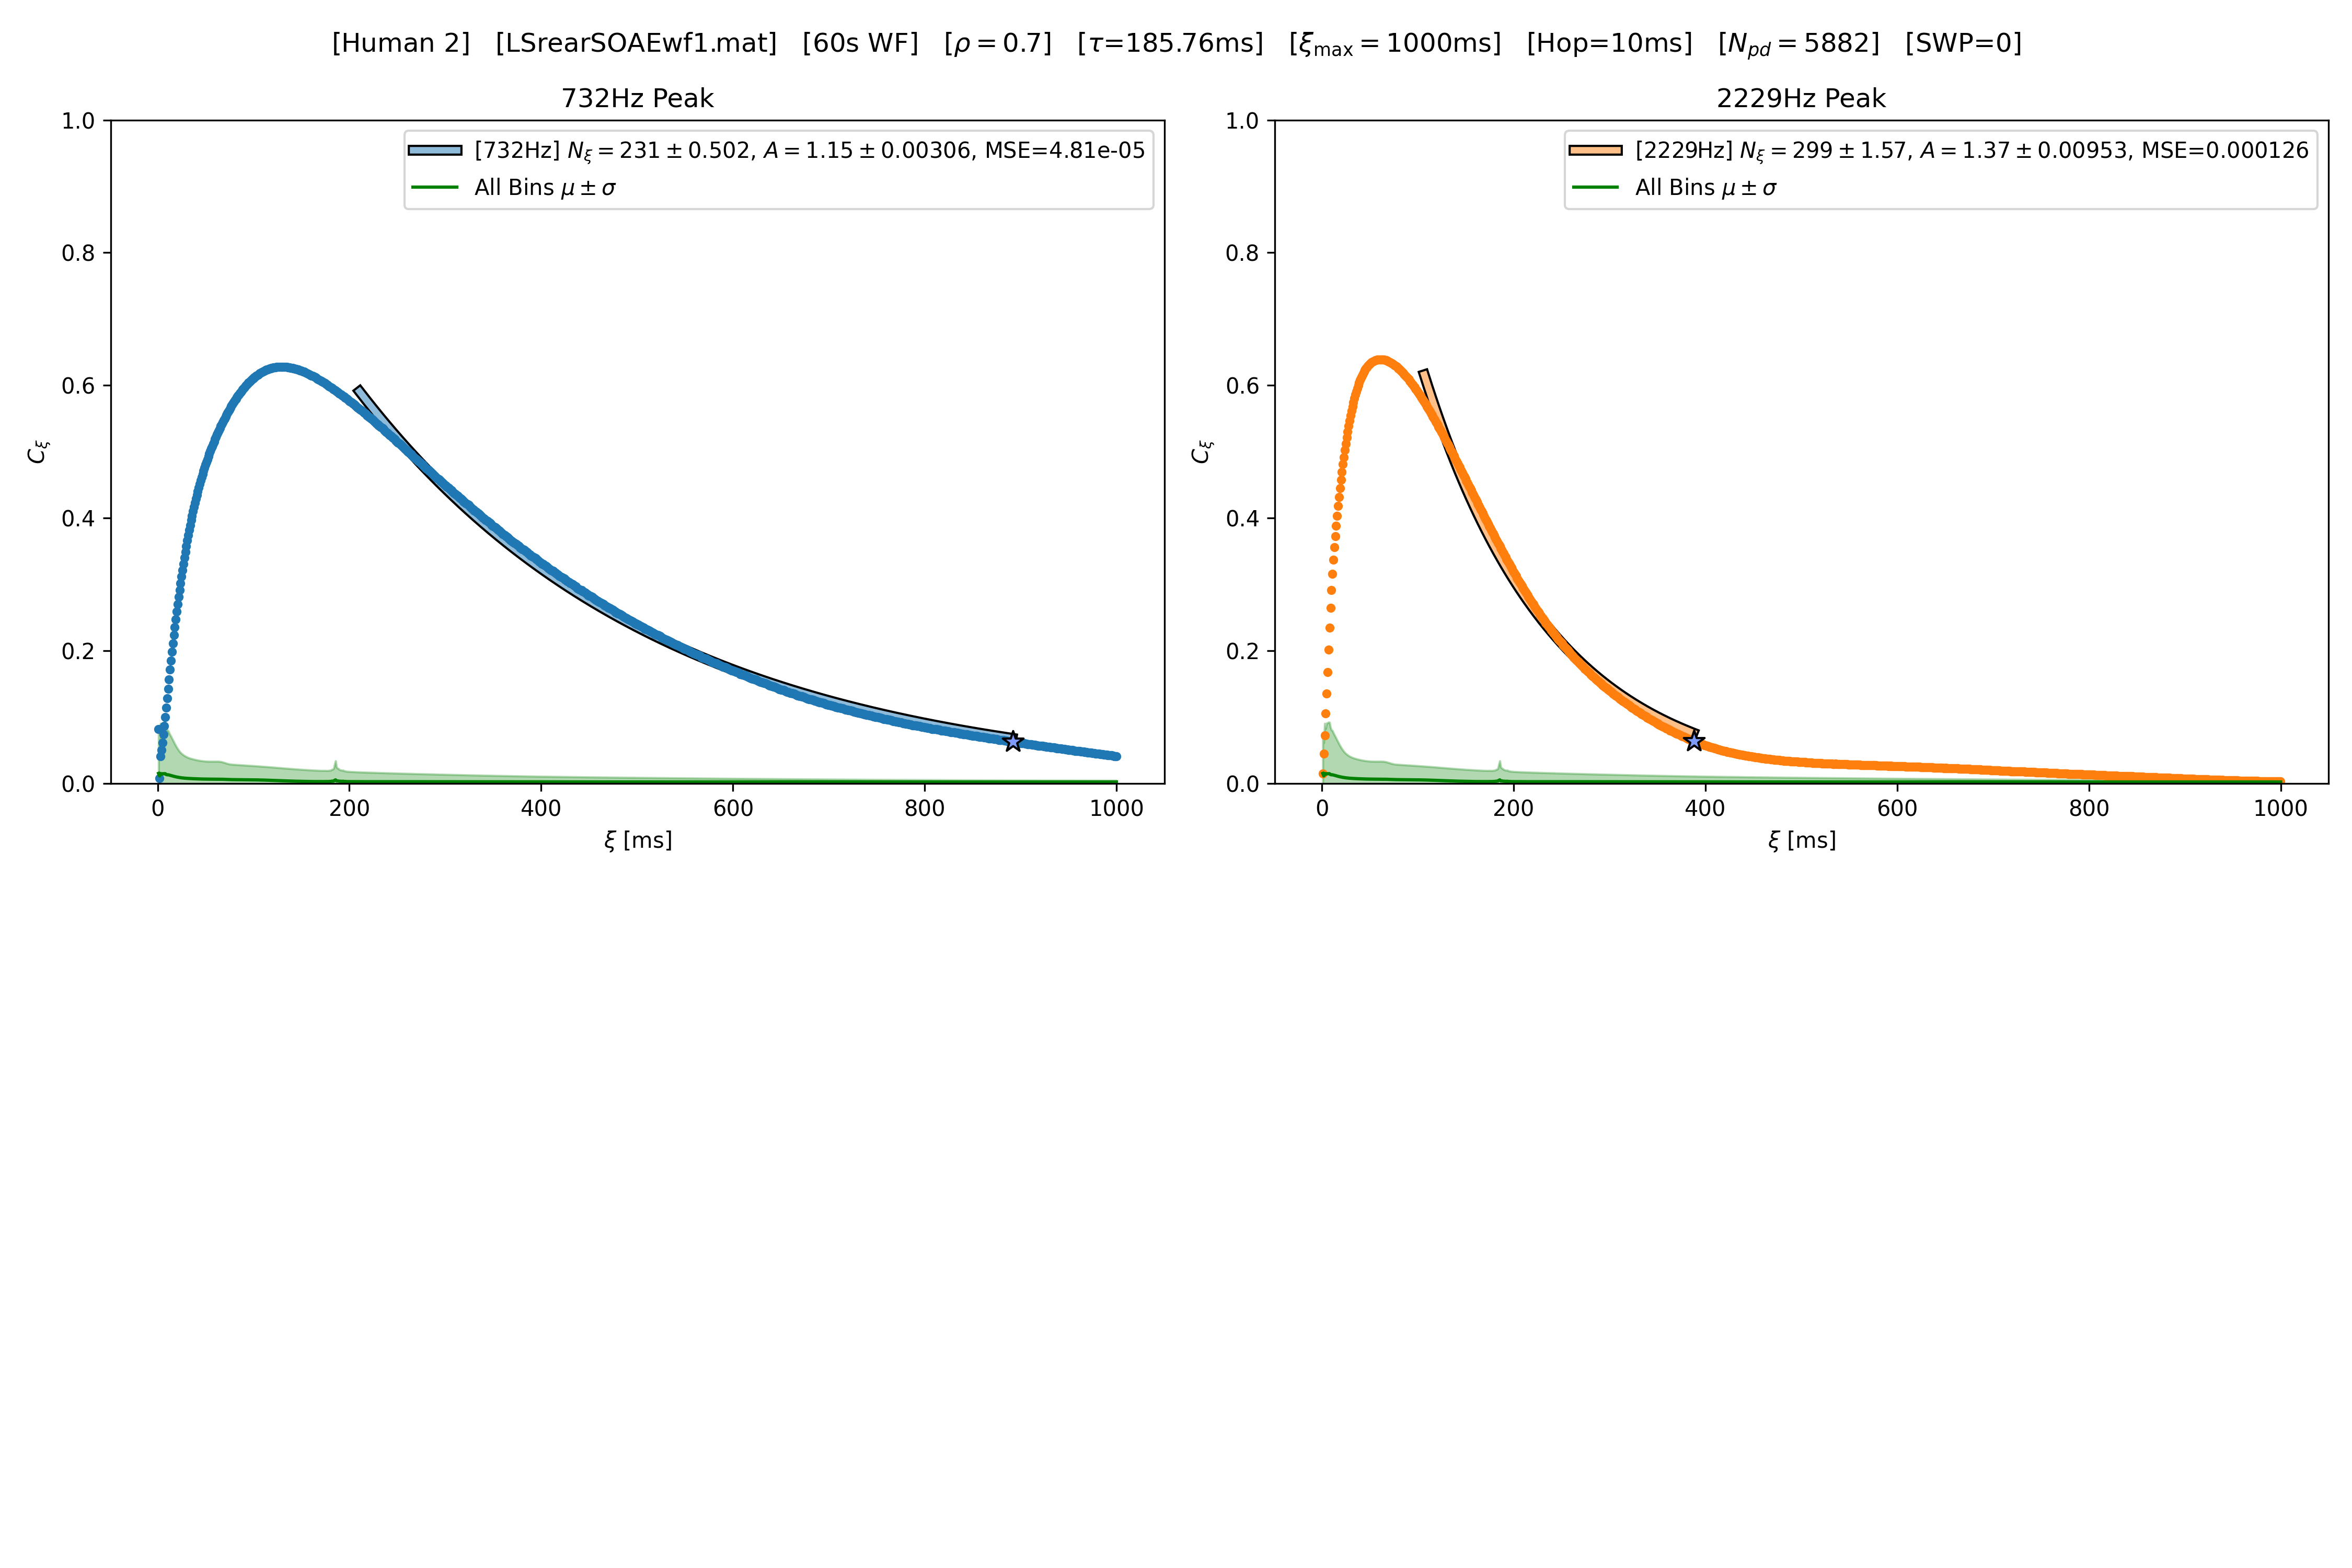 [Human 2] [LSrearSOAEwf1.mat] [60s WF] [ρ = 0.7] [τ=185.76ms] [ξmax = 1000ms] [Hop=10ms] [Npd = 5882] [SWP=0]
732Hz Peak
[732Hz] Nξ = 231 ± 0.502, A = 1.15 ± 0.00306, MSE=4.81e-05
All Bins μ ± σ
1.0
0.8
0.6
0.4
0.2
0.0
Cξ
0 200 400 600 800 1000
ξ [ms]
2229Hz Peak
[2229Hz] Nξ = 299 ± 1.57, A = 1.37 ± 0.00953, MSE=0.000126
All Bins μ ± σ
1.0
0.8
0.6
0.4
0.2
0.0
Cξ
0 200 400 600 800 1000
ξ [ms]